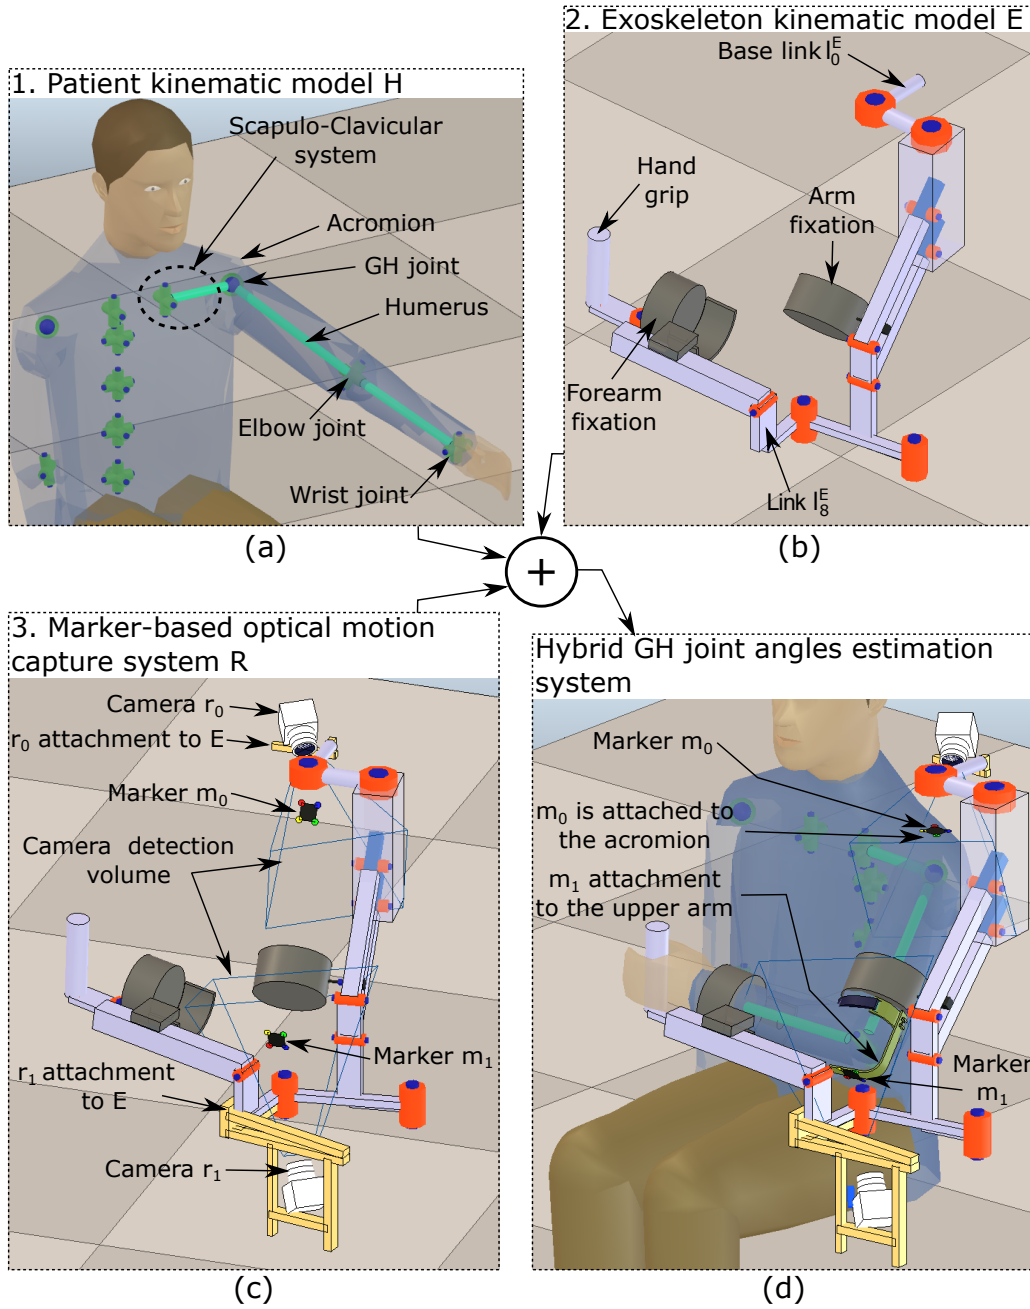 1. Patient kinematic model H
Scapulo-Clavicular
system
Acromion
GH joint
Humerus
Elbow joint
Wrist joint
(a)
2. Exoskeleton kinematic model E
Base link l₀ᴱ
Hand
grip
Arm
fixation
Forearm
fixation
Link l₈ᴱ
(b)
+
3. Marker-based optical motion
capture system R
Camera r₀
r₀ attachment to E
Marker m₀
Camera detection
volume
Marker m₁
r₁ attachment
to E
Camera r₁
(c)
Hybrid GH joint angles estimation
system
Marker m₀
m₀ is attached to
the acromion
m₁ attachment
to the upper arm
Marker
m₁
(d)